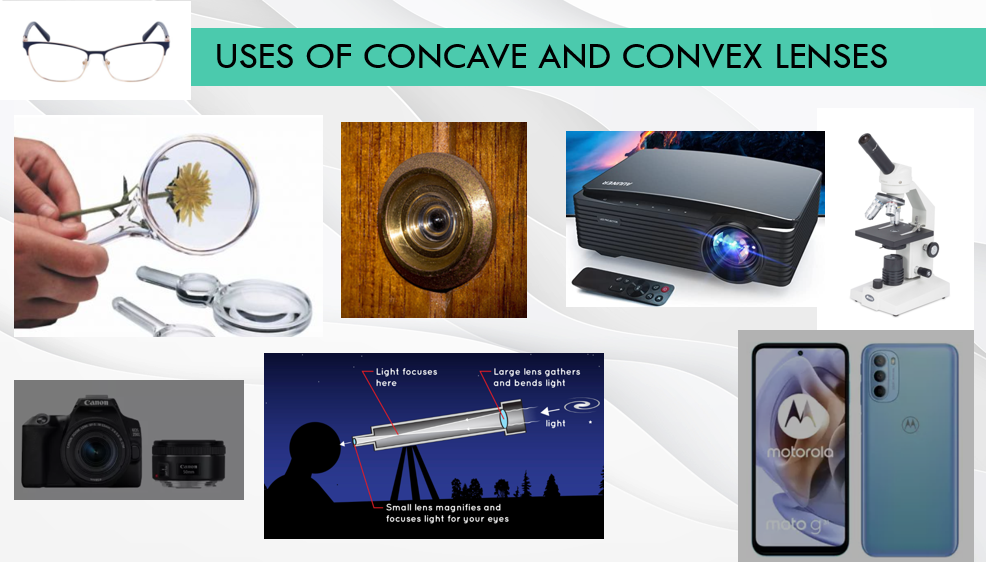 USES OF CONCAVE AND CONVEX LENSES
Canon
Canon
Light focuses
here
Large lens gathers
and bends light
light
Small lens magnifies and
focuses light for your eyes
motorola
moto g